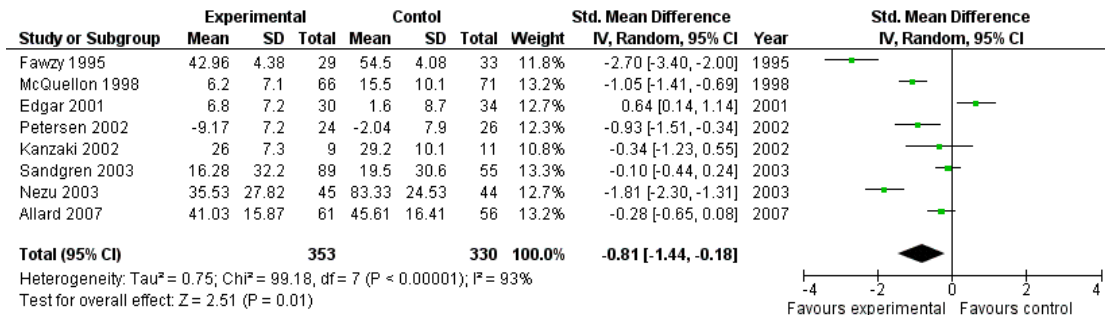 Experimental Contol Std. Mean Difference Std. Mean Difference
Study or Subgroup Mean SD Total Mean SD Total Weight IV, Random, 95% CI Year IV, Random, 95% CI
Fawzy 1995 42.96 4.38 29 54.5 4.08 33 11.8% -2.70 [-3.40, -2.00] 1995
McQuellon 1998 6.2 7.1 66 15.5 10.1 71 13.2% -1.05 [-1.41, -0.69] 1998
Edgar 2001 6.8 7.2 30 1.6 8.7 34 12.7% 0.64 [0.14, 1.14] 2001
Petersen 2002 -9.17 7.2 24 -2.04 7.9 26 12.3% -0.93 [-1.51, -0.34] 2002
Kanzaki 2002 26 7.3 9 29.2 10.1 11 10.8% -0.34 [-1.23, 0.55] 2002
Sandgren 2003 16.28 32.2 89 19.5 30.6 55 13.3% -0.10 [-0.44, 0.24] 2003
Nezu 2003 35.53 27.82 45 83.33 24.53 44 12.7% -1.81 [-2.30, -1.31] 2003
Allard 2007 41.03 15.87 61 45.61 16.41 56 13.2% -0.28 [-0.65, 0.08] 2007
Total (95% CI) 353 330 100.0% -0.81 [-1.44, -0.18]
Heterogeneity: Tau² = 0.75; Chi² = 99.18, df = 7 (P < 0.00001); I² = 93%
Test for overall effect: Z = 2.51 (P = 0.01)
-4 -2 0 2 4
Favours experimental Favours control